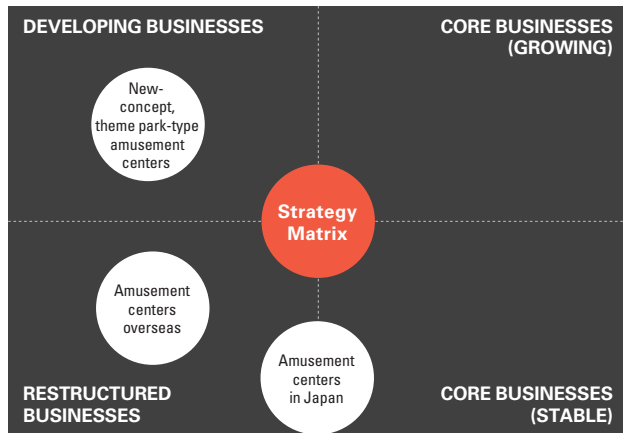 DEVELOPING BUSINESSES
CORE BUSINESSES
(GROWING)
New-
concept,
theme park-type
amusement
centers
Strategy
Matrix
Amusement
centers
overseas
Amusement
centers
in Japan
RESTRUCTURED
BUSINESSES
CORE BUSINESSES
(STABLE)